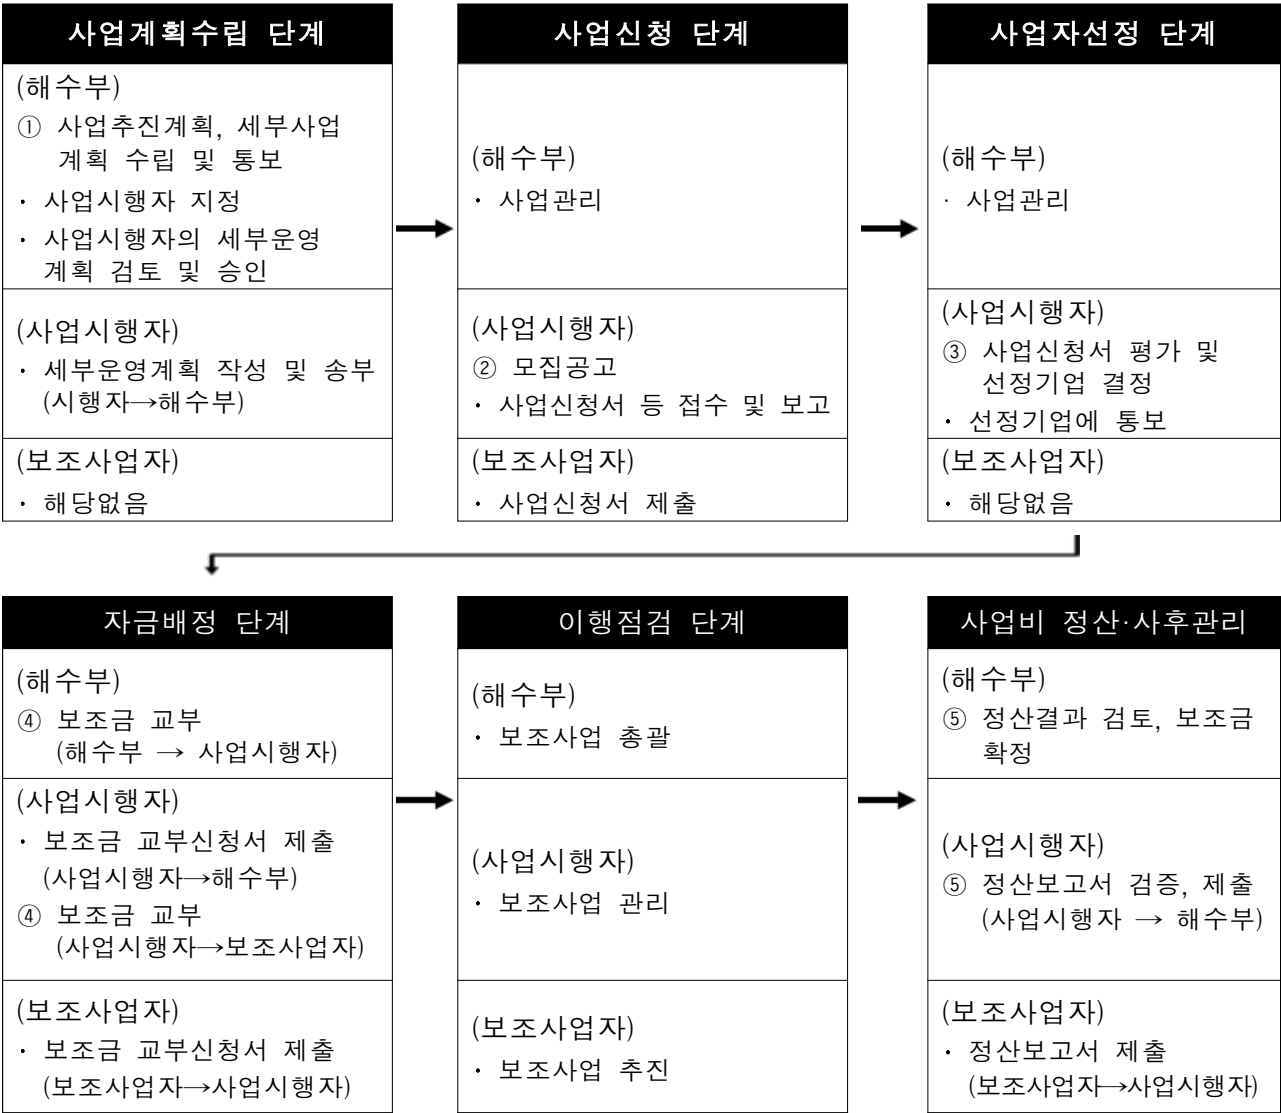 사업계획수립 단계
(해수부)
① 사업추진계획, 세부사업
계획 수립 및 통보
· 사업시행자 지정
· 사업시행자의 세부운영
계획 검토 및 승인
(사업시행자)
· 세부운영계획 작성 및 송부
(시행자→해수부)
(보조사업자)
· 해당없음
사업신청 단계
(해수부)
· 사업관리
(사업시행자)
② 모집공고
· 사업신청서 등 접수 및 보고
(보조사업자)
· 사업신청서 제출
사업자선정 단계
(해수부)
· 사업관리
(사업시행자)
③ 사업신청서 평가 및
선정기업 결정
· 선정기업에 통보
(보조사업자)
· 해당없음
자금배정 단계
(해수부)
④ 보조금 교부
(해수부 → 사업시행자)
(사업시행자)
· 보조금 교부신청서 제출
(사업시행자→해수부)
④ 보조금 교부
(사업시행자→보조사업자)
(보조사업자)
· 보조금 교부신청서 제출
(보조사업자→사업시행자)
이행점검 단계
(해수부)
· 보조사업 총괄
(사업시행자)
· 보조사업 관리
(보조사업자)
· 보조사업 추진
사업비 정산·사후관리
(해수부)
⑤ 정산결과 검토, 보조금
확정
(사업시행자)
⑤ 정산보고서 검증, 제출
(사업시행자 → 해수부)
(보조사업자)
· 정산보고서 제출
(보조사업자→사업시행자)